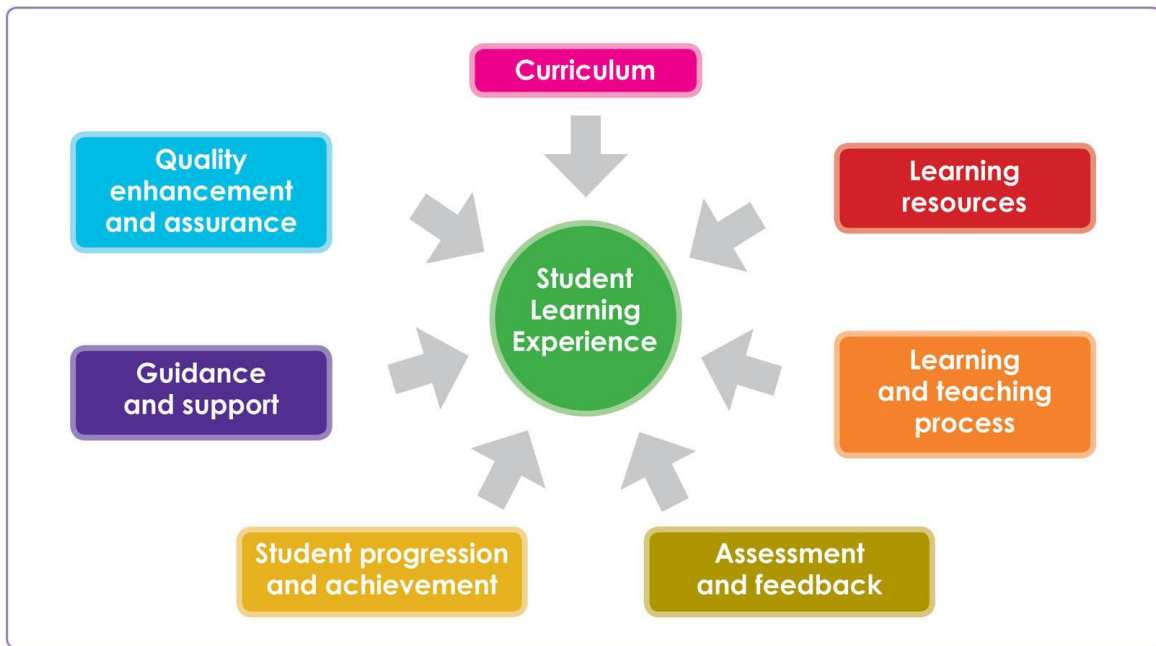 Curriculum
Quality
enhancement
and assurance
Learning
resources
Student
Learning
Experience
Guidance
and support
Learning
and teaching
process
Student progression
and achievement
Assessment
and feedback